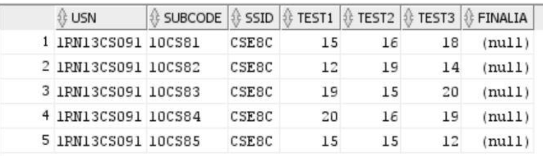 USN SUBCODE SSID TEST1 TEST2 TEST3 FINALIA
1 1RN13CS091 10CS81 CSE8C 15 16 18 (null)
2 1RN13CS091 10CS82 CSE8C 12 19 14 (null)
3 1RN13CS091 10CS83 CSE8C 19 15 20 (null)
4 1RN13CS091 10CS84 CSE8C 20 16 19 (null)
5 1RN13CS091 10CS85 CSE8C 15 15 12 (null)